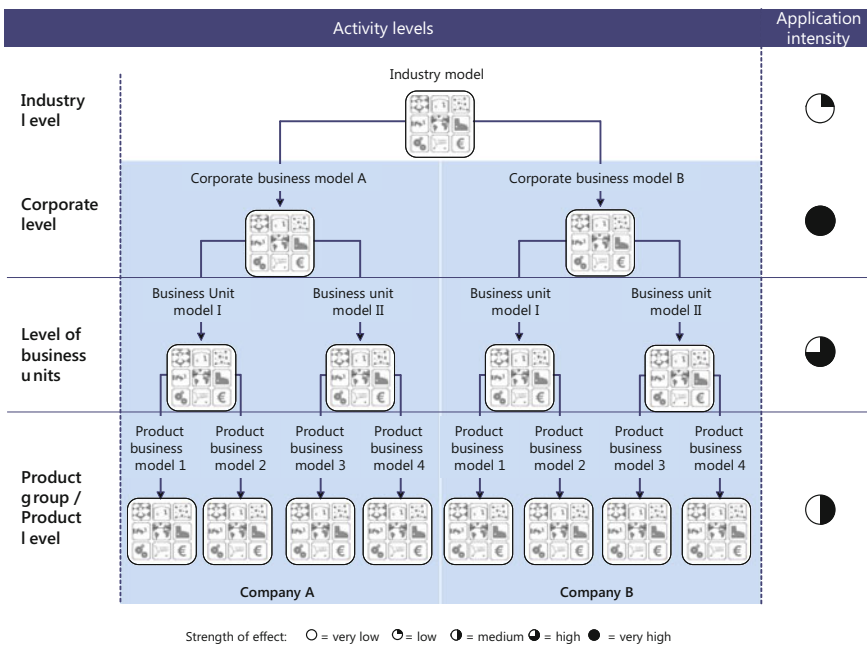 Activity levels
Application
intensity
Industry model
Industry
l evel
Corporate business model A
Corporate business model B
Corporate
level
Business Unit
model I
Business unit
model II
Business unit
model I
Business unit
model II
Level of
business
u nits
Product
business
model 1
Product
business
model 2
Product
business
model 3
Product
business
model 4
Product
business
model 1
Product
business
model 2
Product
business
model 3
Product
business
model 4
Product
g roup /
Product
l evel
€
€
€
€
€
€
€
€
€
€
€
€
€
€
Company A
Company B
Strength of effect: = very low = low = medium = high = very high